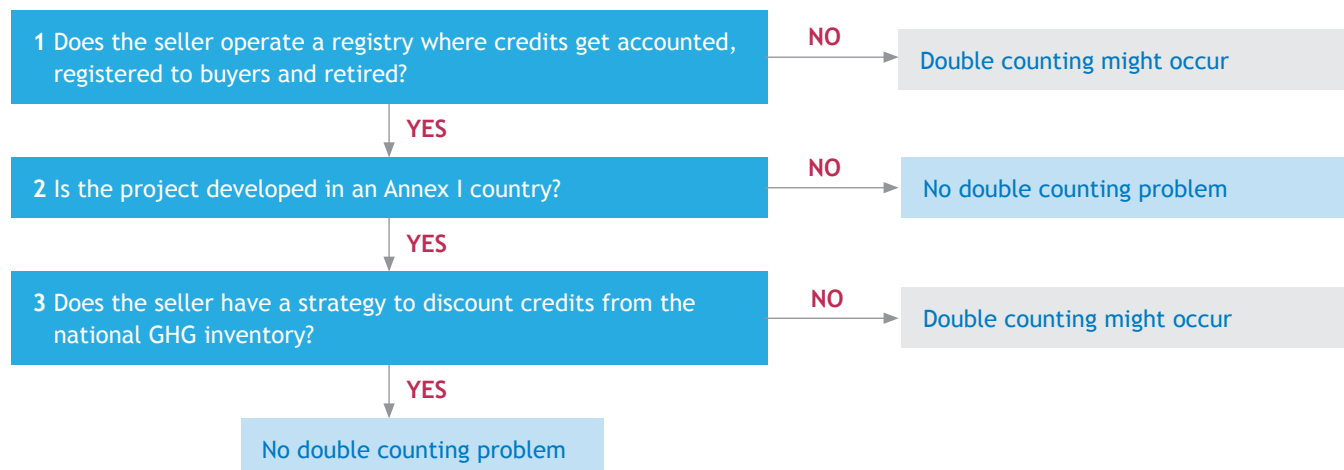 1 Does the seller operate a registry where credits get accounted,
registered to buyers and retired?
NO
Double counting might occur
YES
2 Is the project developed in an Annex I country?
NO
No double counting problem
YES
3 Does the seller have a strategy to discount credits from the
national GHG inventory?
NO
Double counting might occur
YES
No double counting problem